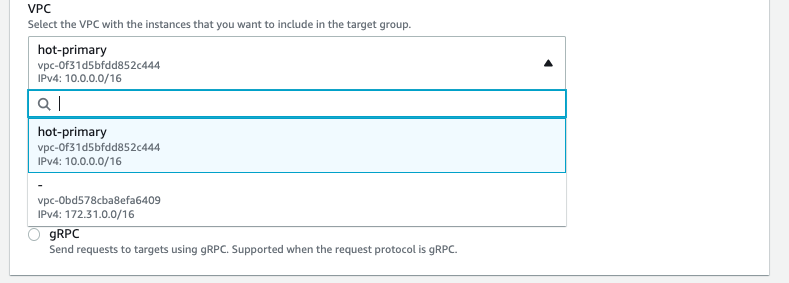 VPC
Select the VPC with the instances that you want to include in the target group.
hot-primary
vpc-0f31d5bfdd852c444
IPv4: 10.0.0.0/16
hot-primary
vpc-0f31d5bfdd852c444
IPv4: 10.0.0.0/16
-
vpc-0bd578cba8efa6409
IPv4: 172.31.0.0/16
gRPC
Send requests to targets using gRPC. Supported when the request protocol is gRPC.